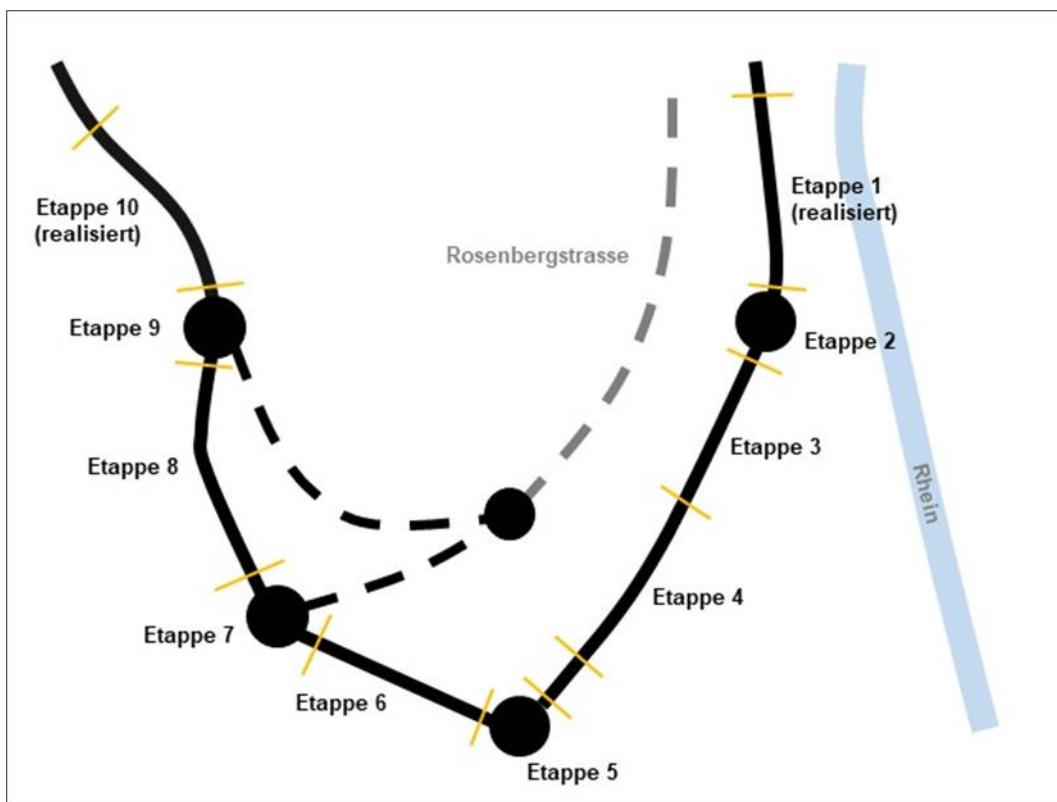 Etappe 10
(realisiert)
Etappe 1
(realisiert)
Rosenbergstrasse
Etappe 9
Etappe 2
Etappe 8
Etappe 3
Rhein
Etappe 7
Etappe 4
Etappe 6
Etappe 5